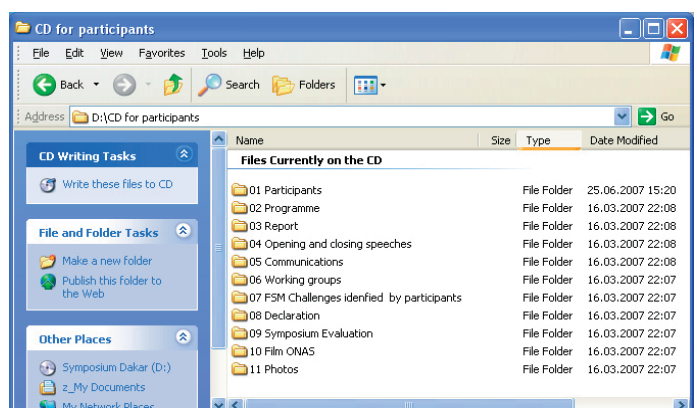 CD for participants
File Edit View Favorites Tools Help
Back Search Folders
Address D:\CD for participants Go
CD Writing Tasks
Write these files to CD
File and Folder Tasks
Make a new folder
Publish this folder to
the Web
Other Places
Symposium Dakar (D:)
z_My Documents
My Network Places
Name Size Type Date Modified
Files Currently on the CD
01 Participants File Folder 25.06.2007 15:20
02 Programme File Folder 16.03.2007 22:08
03 Report File Folder 16.03.2007 22:08
04 Opening and closing speeches File Folder 16.03.2007 22:08
05 Communications File Folder 16.03.2007 22:08
06 Working groups File Folder 16.03.2007 22:07
07 FSM Challenges idenfied by participants File Folder 16.03.2007 22:07
08 Declaration File Folder 16.03.2007 22:07
09 Symposium Evaluation File Folder 16.03.2007 22:07
10 Film ONAS File Folder 16.03.2007 22:07
11 Photos File Folder 16.03.2007 22:07